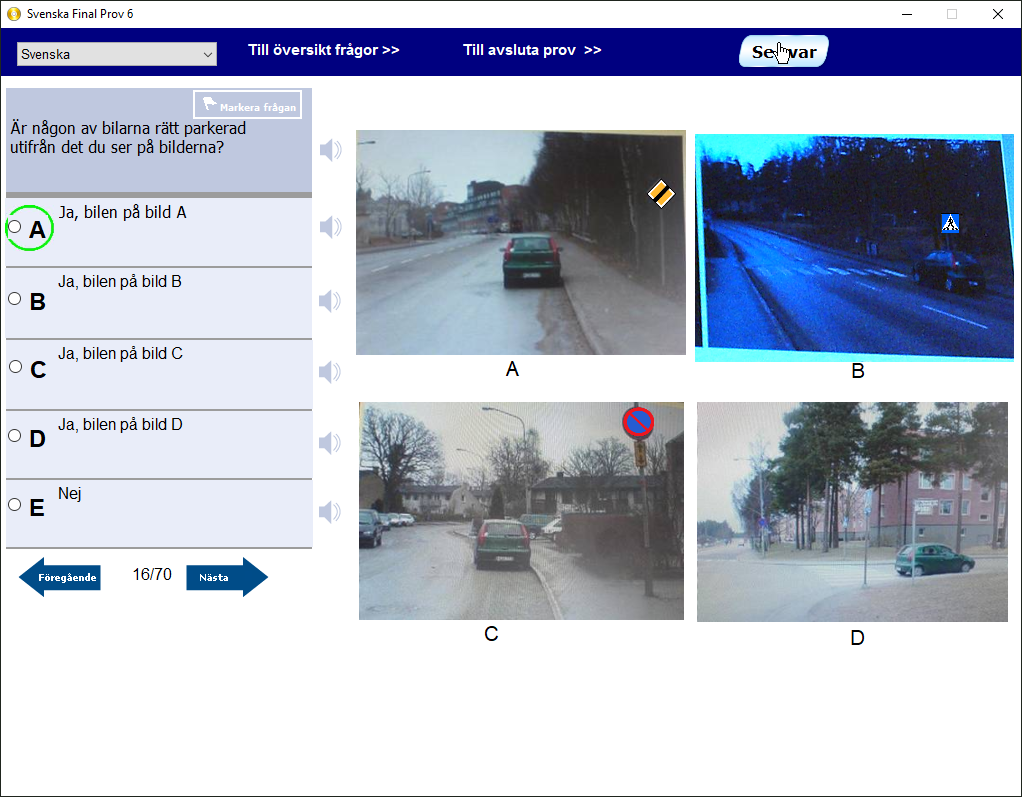 Svenska Final Prov 6
Svenska
Till översikt frågor >>
Till avsluta prov >>
Markera frågan
Är någon av bilarna rätt parkerad
utifrån det du ser på bilderna?
A
Ja, bilen på bild A
B
Ja, bilen på bild B
C
Ja, bilen på bild C
D
Ja, bilen på bild D
E
Nej
Föregående
16/70
Nästa
A
B
C
D